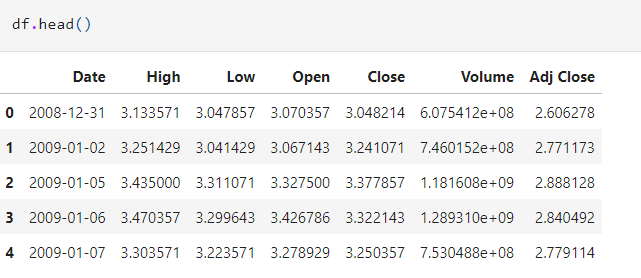 df.head()
Date High Low Open Close Volume Adj Close
0 2008-12-31 3.133571 3.047857 3.070357 3.048214 6.075412e+08 2.606278
1 2009-01-02 3.251429 3.041429 3.067143 3.241071 7.460152e+08 2.771173
2 2009-01-05 3.435000 3.311071 3.327500 3.377857 1.181608e+09 2.888128
3 2009-01-06 3.470357 3.299643 3.426786 3.322143 1.289310e+09 2.840492
4 2009-01-07 3.303571 3.223571 3.278929 3.250357 7.530488e+08 2.779114